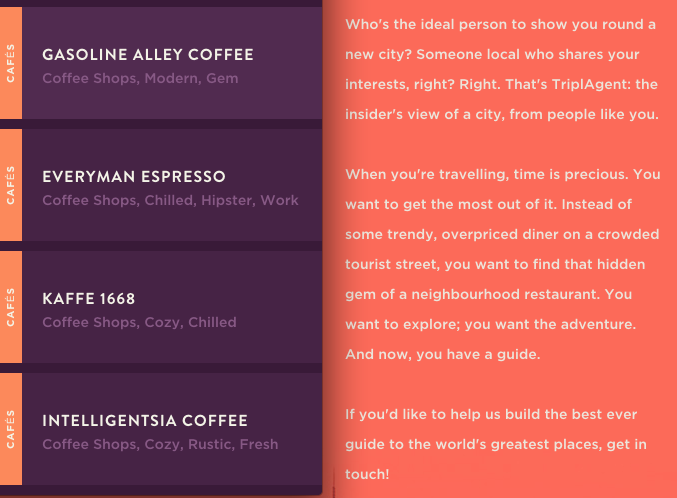 CAFÉS
GASOLINE ALLEY COFFEE
Coffee Shops, Modern, Gem
CAFÉS
EVERYMAN ESPRESSO
Coffee Shops, Chilled, Hipster, Work
CAFÉS
KAFFE 1668
Coffee Shops, Cozy, Chilled
CAFÉS
INTELLIGENTSIA COFFEE
Coffee Shops, Cozy, Rustic, Fresh
Who's the ideal person to show you round a
new city? Someone local who shares your
interests, right? Right. That's TriplAgent: the
insider's view of a city, from people like you.
When you're travelling, time is precious. You
want to get the most out of it. Instead of
some trendy, overpriced diner on a crowded
tourist street, you want to find that hidden
gem of a neighbourhood restaurant. You
want to explore; you want the adventure.
And now, you have a guide.
If you'd like to help us build the best ever
guide to the world's greatest places, get in
touch!